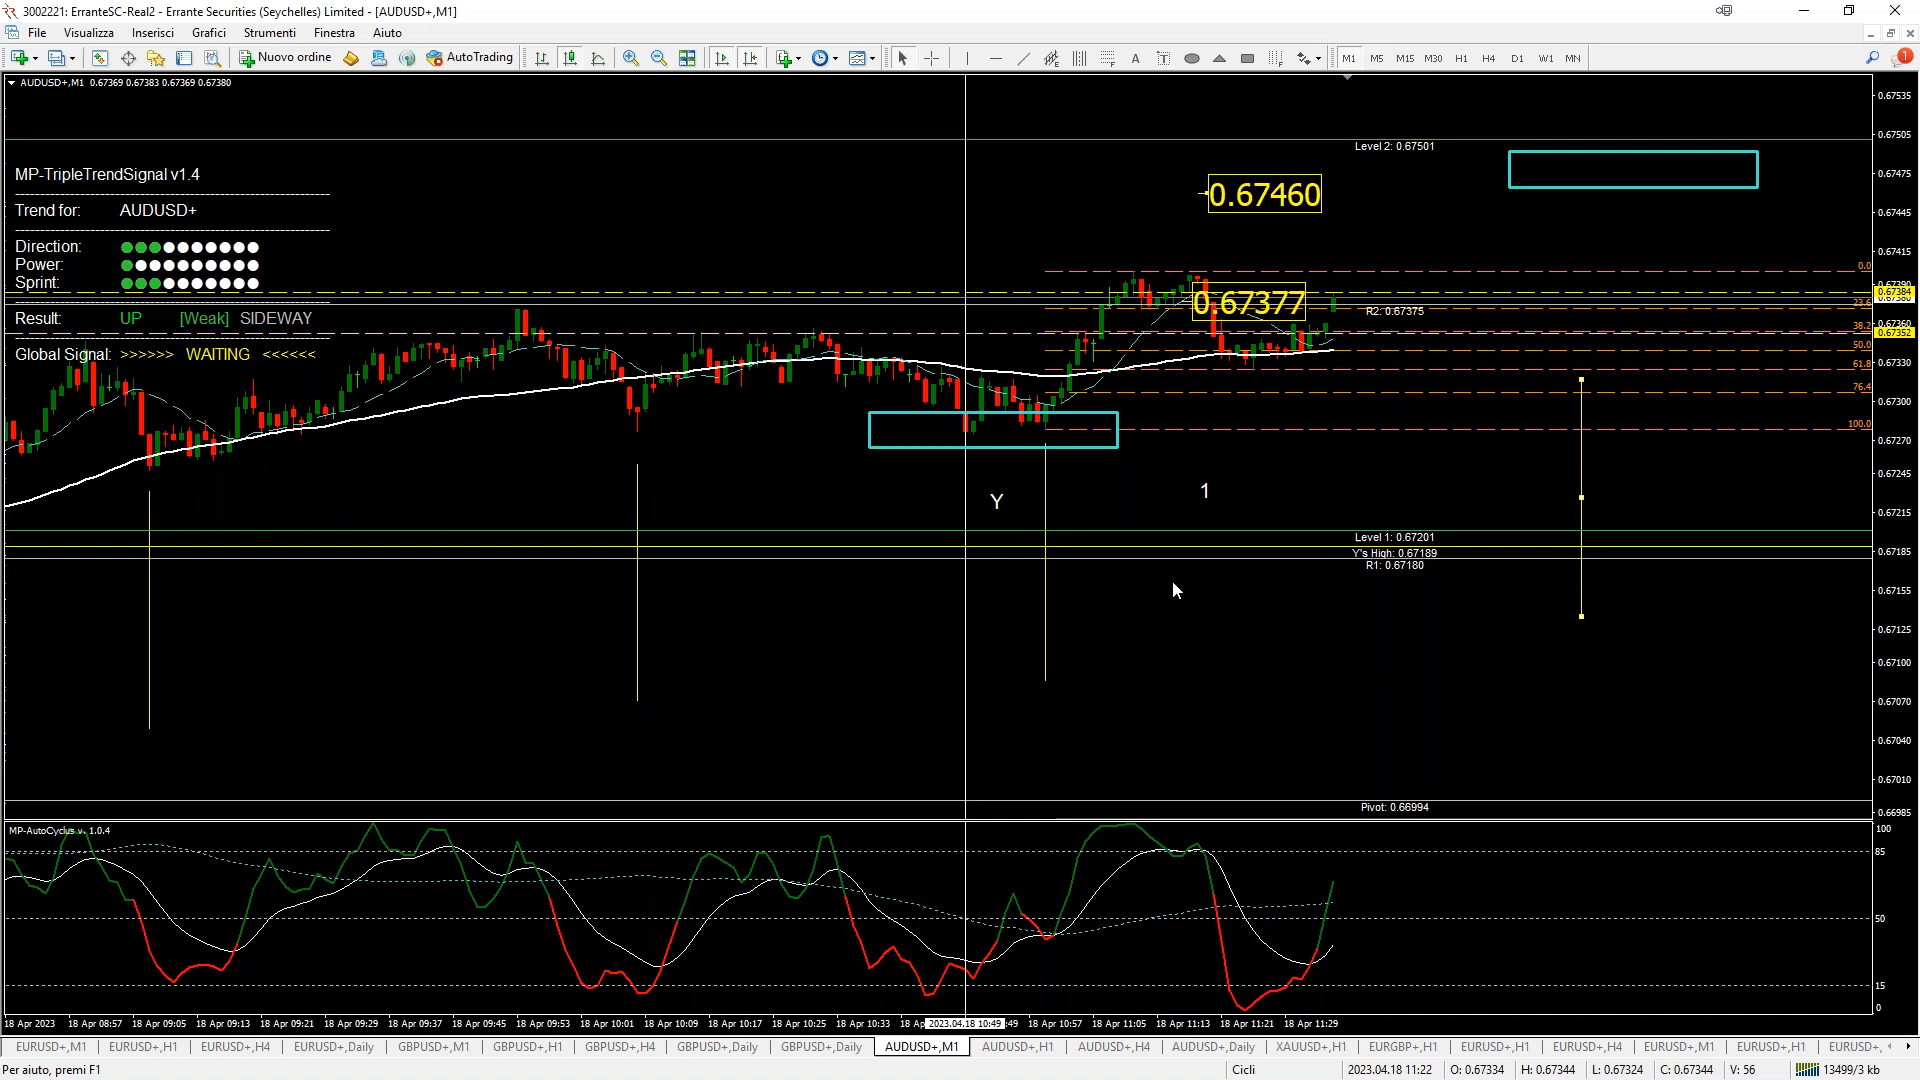 3002221: ErranteSC-Real2 - Errante Securities (Seychelles) Limited - [AUDUSD+,M1]
File Visualizza Inserisci Grafici Strumenti Finestra Aiuto
Nuovo ordine AutoTrading A T M1 M5 M15 M30 H1 H4 D1 W1 MN 1
AUDUSD+,M1 0.67369 0.67383 0.67369 0.67380
0.67535
0.67505
Level 2: 0.67501
MP-TripleTrendSignal v1.4
0.67475
0.67460
Trend for: AUDUSD+
0.67445
Direction:
0.67415
Power:
0.0
Sprint:
0.67390
0.67384
0.67377
23.6
R2: 0.67375
Result: UP [Weak] SIDEWAY
0.67360
38.2
0.67352
50.0
Global Signal: >>>>>> WAITING <<<<<<
0.67330
61.8
76.4
0.67300
100.0
0.67270
0.67245
Y
1
0.67215
Level 1: 0.67201
Y's High: 0.67189
0.67185
R1: 0.67180
0.67155
0.67125
0.67100
0.67070
0.67040
0.67010
Pivot: 0.66994
0.66985
MP-AutoCyclus v. 1.0.4
100
85
50
15
0
18 Apr 2023 18 Apr 08:57 18 Apr 09:05 18 Apr 09:13 18 Apr 09:21 18 Apr 09:29 18 Apr 09:37 18 Apr 09:45 18 Apr 09:53 18 Apr 10:01 18 Apr 10:09 18 Apr 10:17 18 Apr 10:25 18 Apr 10:33 18 Ap 2023.04.18 10:49 :49 18 Apr 10:57 18 Apr 11:05 18 Apr 11:13 18 Apr 11:21 18 Apr 11:29
EURUSD+,M1 EURUSD+,H1 EURUSD+,H4 EURUSD+,Daily GBPUSD+,M1 GBPUSD+,H1 GBPUSD+,H4 GBPUSD+,Daily GBPUSD+,Daily AUDUSD+,M1 AUDUSD+,H1 AUDUSD+,H4 AUDUSD+,Daily XAUUSD+,H1 EURGBP+,H1 EURUSD+,H1 EURUSD+,H4 EURUSD+,M1 EURUSD+,H1 EURUSD+,
Per aiuto, premi F1 Cicli 2023.04.18 11:22 O: 0.67334 H: 0.67344 L: 0.67324 C: 0.67344 V: 56 13499/3 kb